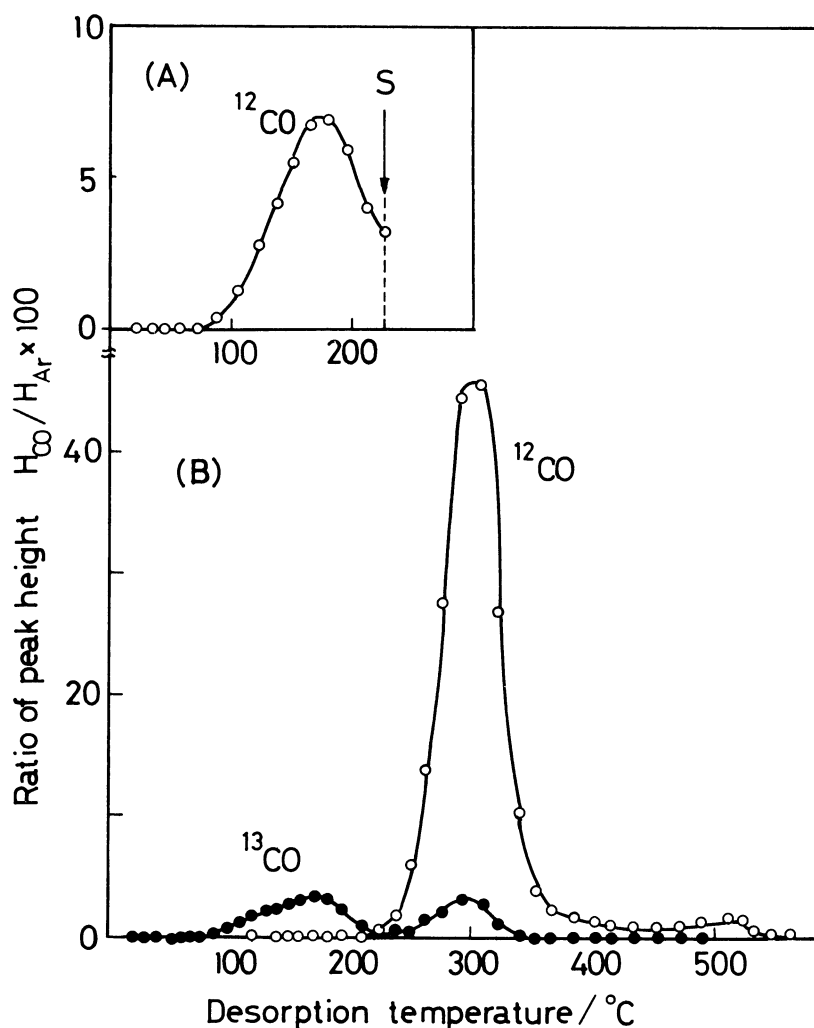 10
(A)
S
¹²CO
5
0
100 200
Ratio of peak height H_CO/H_Ar × 100
40
¹²CO
(B)
20
¹³CO
0
100 200 300 400 500
Desorption temperature / °C